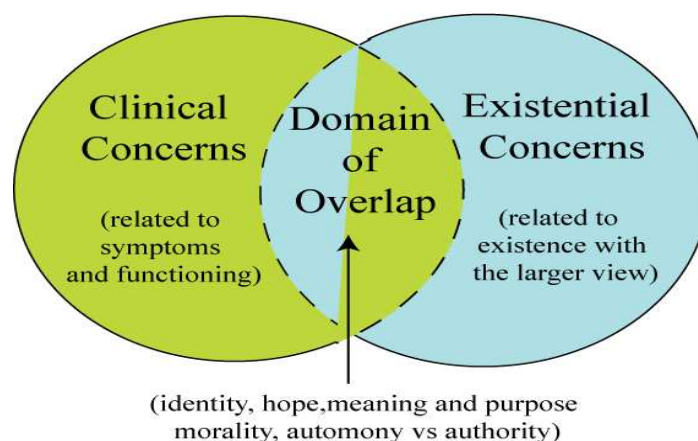 Clinical
Concerns
(related to
symptoms
and functioning)
Domain
of
Overlap
Existential
Concerns
(related to
existence with
the larger view)
(identity, hope,meaning and purpose
morality, automony vs authority)